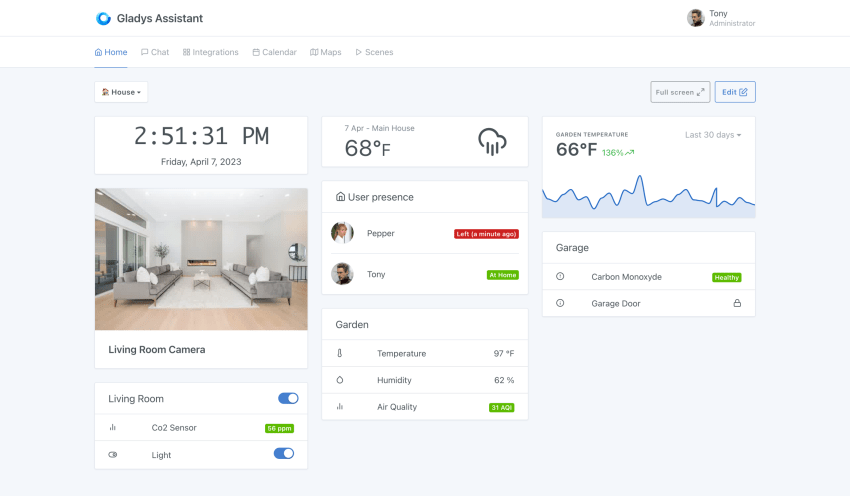 Gladys Assistant
Tony
Administrator
Home
Chat
Integrations
Calendar
Maps
Scenes
House
Full screen
Edit
2:51:31 PM
Friday, April 7, 2023
Living Room Camera
Living Room
Co2 Sensor
56 ppm
Light
7 Apr - Main House
68°F
User presence
Pepper
Left (a minute ago)
Tony
At Home
Garden
Temperature
97 °F
Humidity
62 %
Air Quality
31 AQI
GARDEN TEMPERATURE
Last 30 days
66°F 136%
Garage
Carbon Monoxyde
Healthy
Garage Door